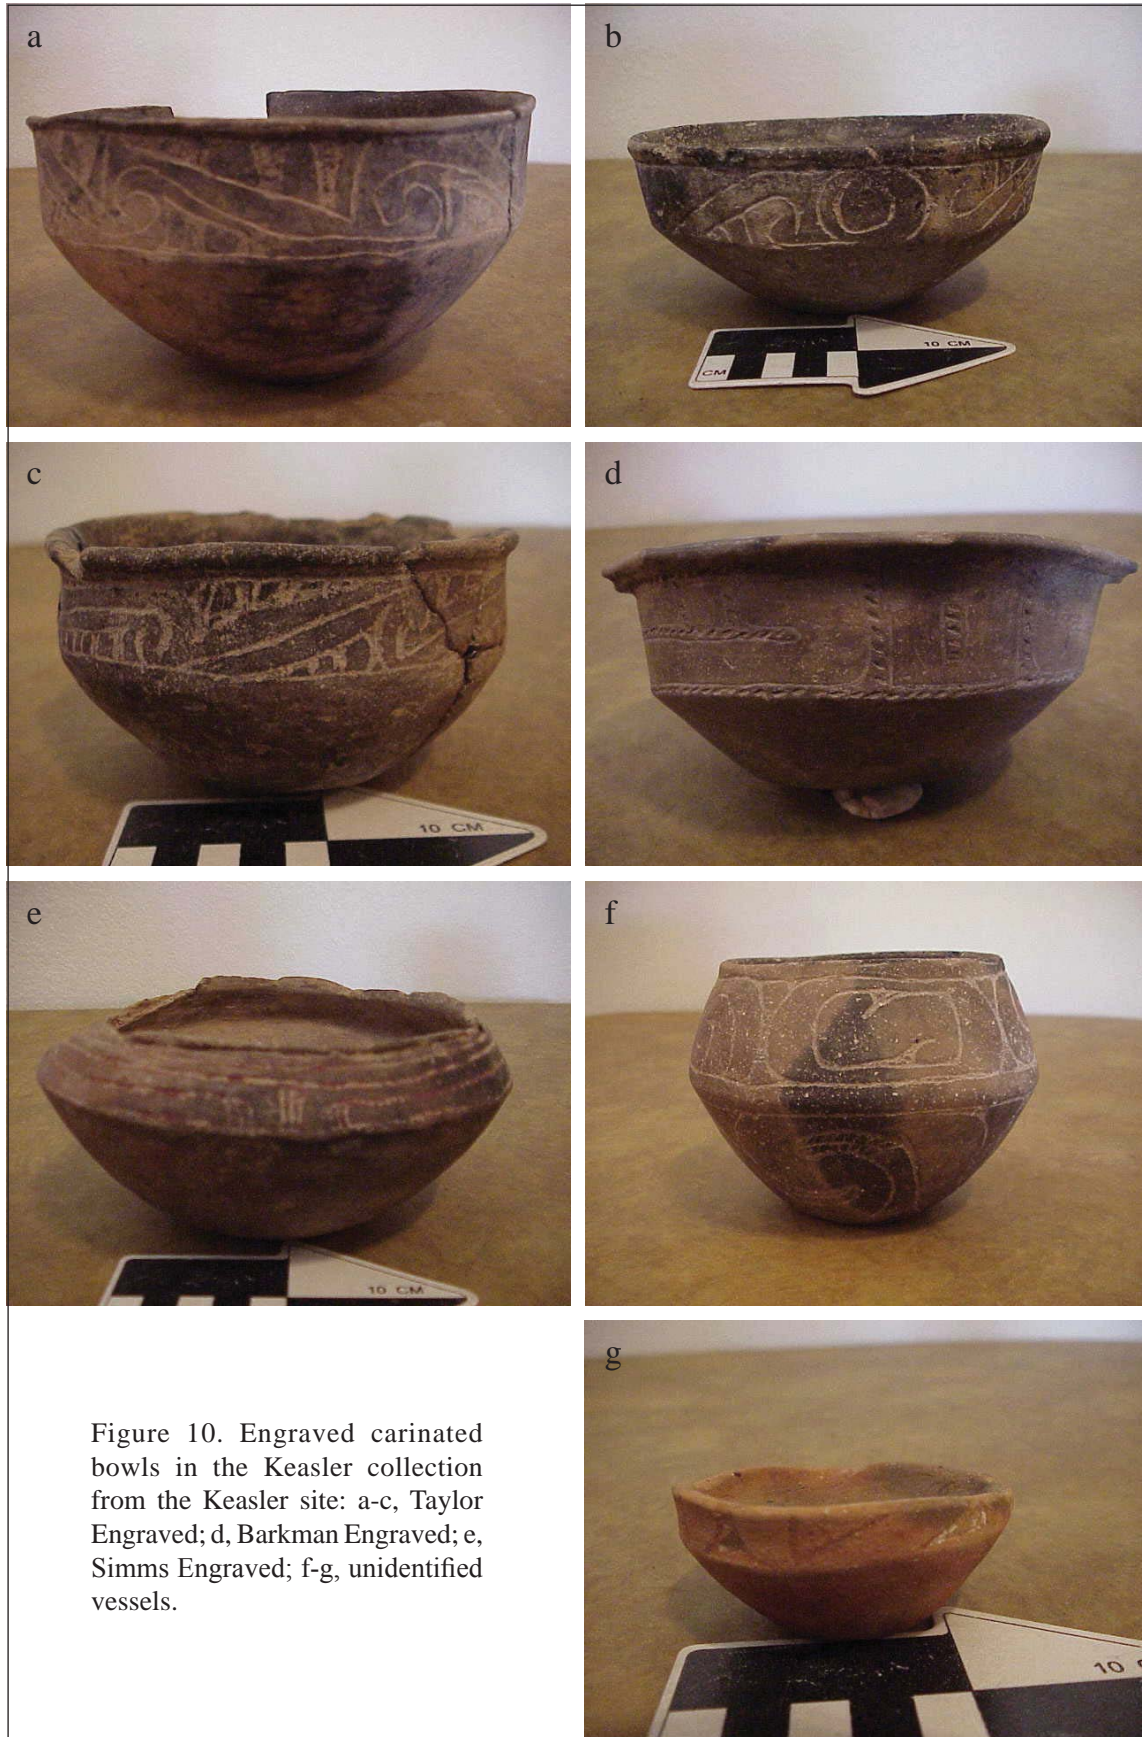 a
b
10 CM
CM
c
d
10 CM
e
f
10 CM
g
10
Figure 10. Engraved carinated
bowls in the Keasler collection
from the Keasler site: a-c, Taylor
Engraved; d, Barkman Engraved; e,
Simms Engraved; f-g, unidentified
vessels.